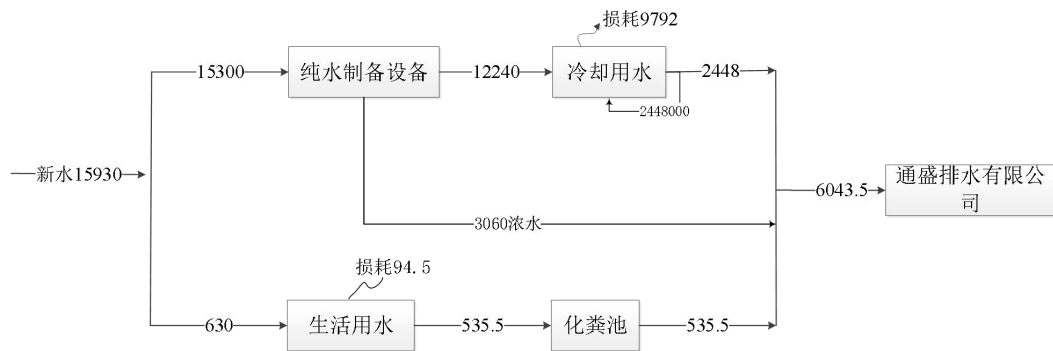 损耗9792
15300
纯水制备设备
12240
冷却用水
2448
2448000
新水15930
6043.5
通盛排水有限公
司
3060浓水
损耗94.5
630
生活用水
535.5
化粪池
535.5